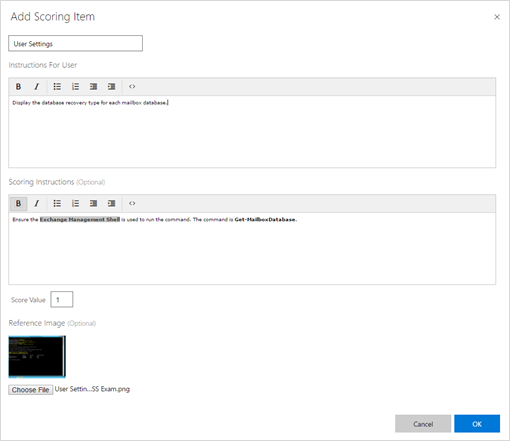 Add Scoring Item
×
User Settings
Instructions For User
B I <>
Display the database recovery type for each mailbox database.
Scoring Instructions (Optional)
B I <>
Ensure the Exchange Management Shell is used to run the command. The command is Get-MailboxDatabase.
Score Value 1
Reference Image (Optional)
Choose File User Settin...SS Exam.png
Cancel OK